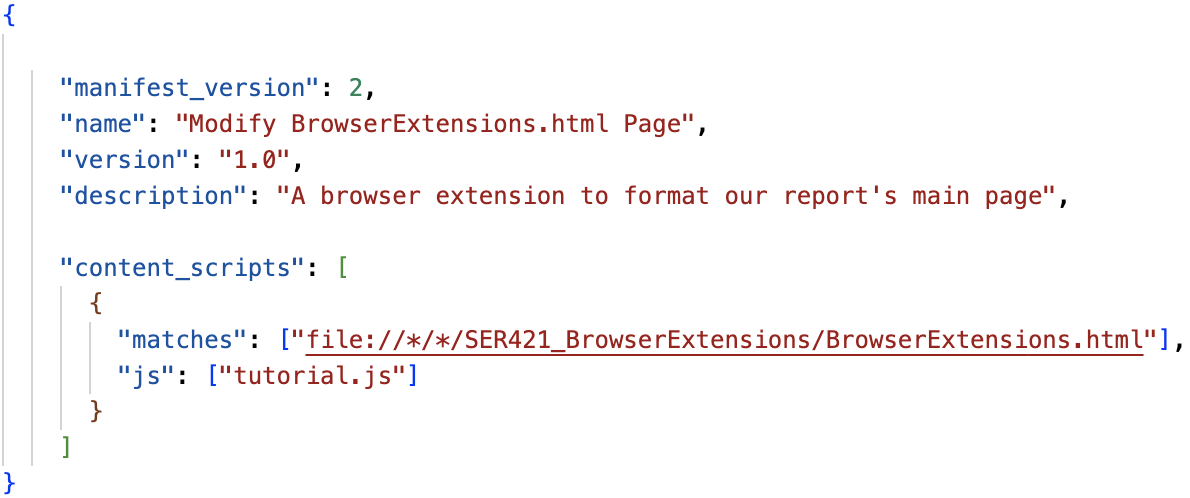 {
"manifest_version": 2,
"name": "Modify BrowserExtensions.html Page",
"version": "1.0",
"description": "A browser extension to format our report's main page",
"content_scripts": [
{
"matches": ["file://*/*/SER421_BrowserExtensions/BrowserExtensions.html"],
"js": ["tutorial.js"]
}
]
}